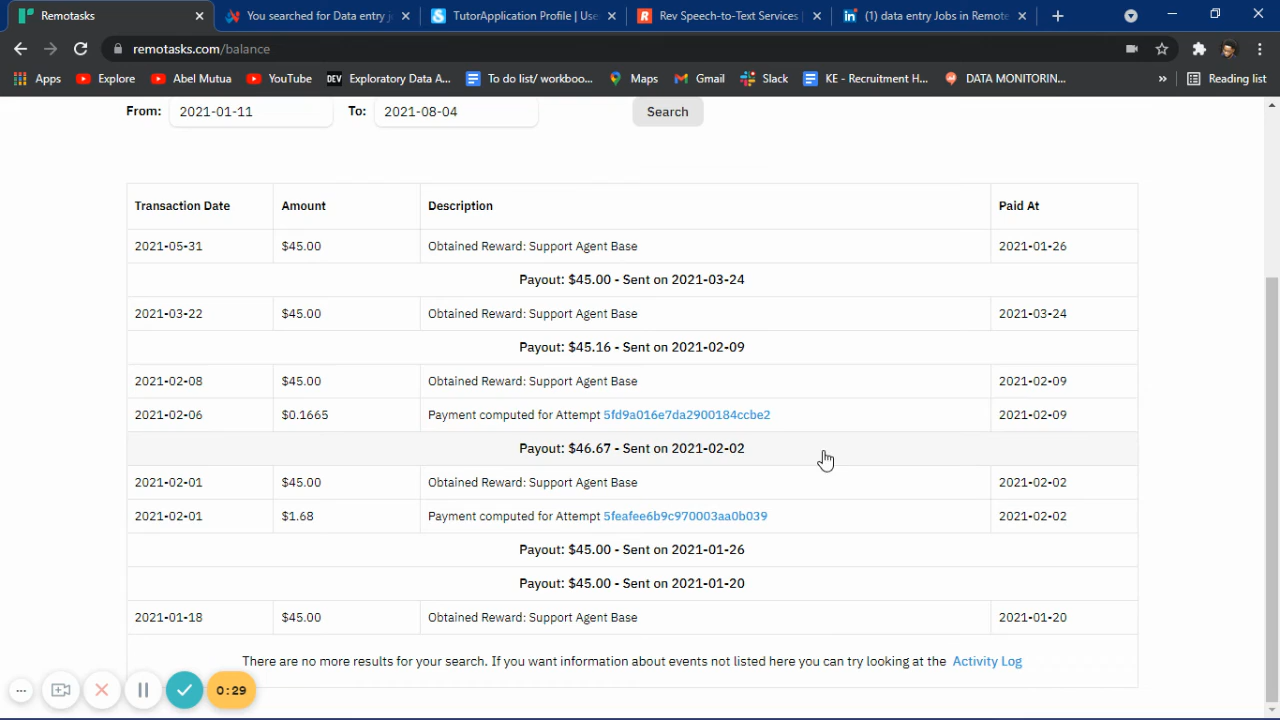 Remotasks
You searched for Data entry j
TutorApplication Profile | Use
Rev Speech-to-Text Services |
(1) data entry Jobs in Remote
remotasks.com/balance
Apps
Explore
Abel Mutua
YouTube
DEV Exploratory Data A...
To do list/ workboo...
Maps
Gmail
Slack
KE - Recruitment H...
DATA MONITORIN...
»
Reading list
From: 2021-01-11 To: 2021-08-04 Search
Transaction Date Amount Description Paid At
2021-05-31 $45.00 Obtained Reward: Support Agent Base 2021-01-26
Payout: $45.00 - Sent on 2021-03-24
2021-03-22 $45.00 Obtained Reward: Support Agent Base 2021-03-24
Payout: $45.16 - Sent on 2021-02-09
2021-02-08 $45.00 Obtained Reward: Support Agent Base 2021-02-09
2021-02-06 $0.1665 Payment computed for Attempt 5fd9a016e7da2900184ccbe2 2021-02-09
Payout: $46.67 - Sent on 2021-02-02
2021-02-01 $45.00 Obtained Reward: Support Agent Base 2021-02-02
2021-02-01 $1.68 Payment computed for Attempt 5feafee6b9c970003aa0b039 2021-02-02
Payout: $45.00 - Sent on 2021-01-26
Payout: $45.00 - Sent on 2021-01-20
2021-01-18 $45.00 Obtained Reward: Support Agent Base 2021-01-20
There are no more results for your search. If you want information about events not listed here you can try looking at the Activity Log
0:29